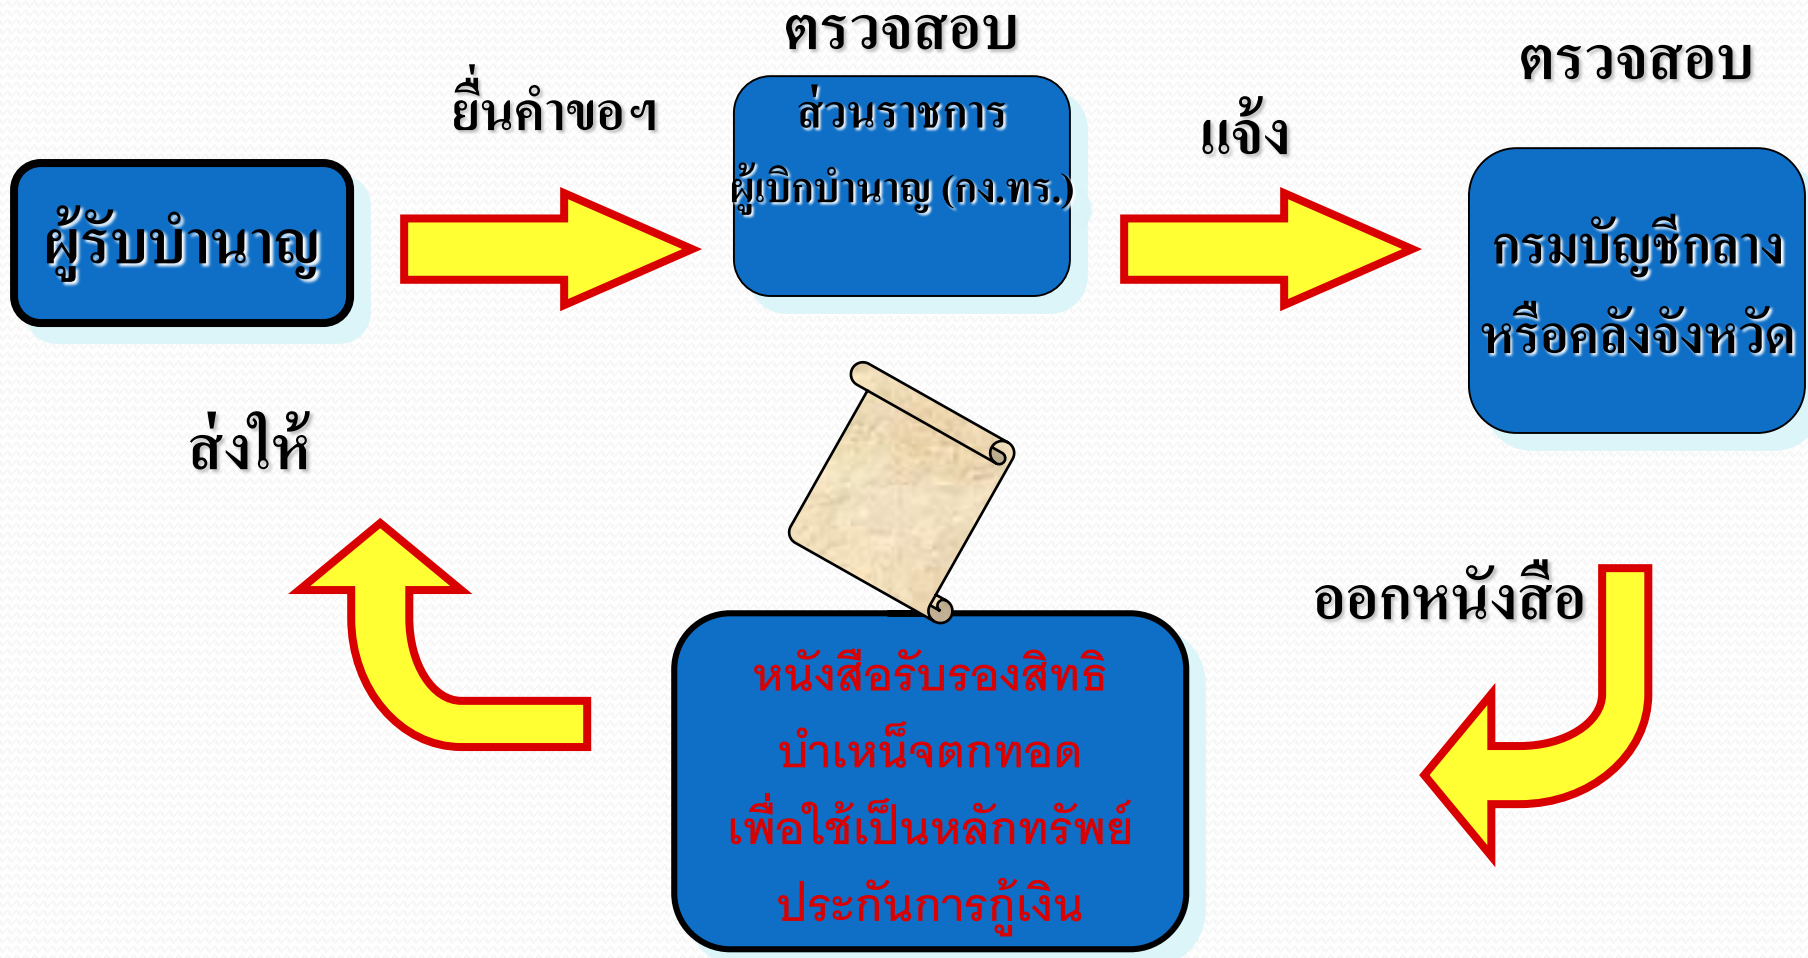 ตรวจสอบ
ตรวจสอบ
ยื่นคำขอฯ
ส่วนราชการ
ผู้เบิกบำนาญ (กง.ทร.)
แจ้ง
ผู้รับบำนาญ
กรมบัญชีกลาง
หรือคลังจังหวัด
ส่งให้
ออกหนังสือ
หนังสือรับรองสิทธิ
บำเหน็จตกทอด
เพื่อใช้เป็นหลักทรัพย์
ประกันการกู้เงิน